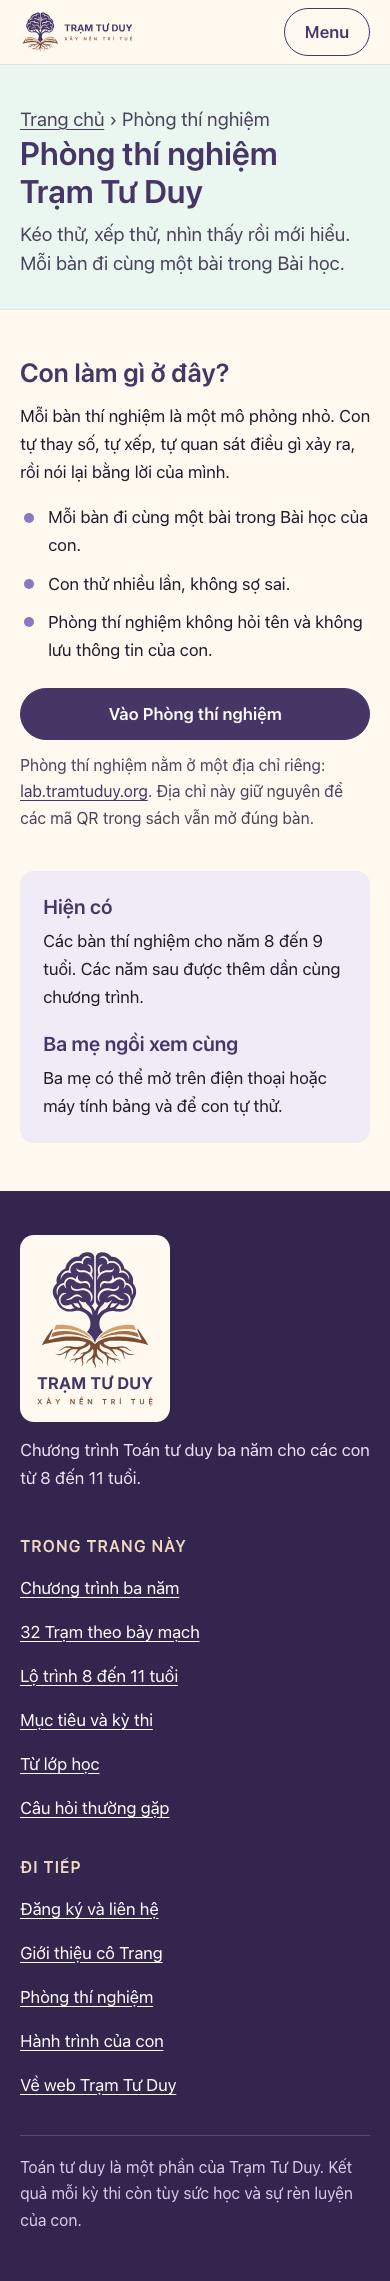 TRẠM TƯ DUY
XÂY NỀN TRÍ TUỆ
Menu
Trang chủ › Phòng thí nghiệm
Phòng thí nghiệm
Trạm Tư Duy
Kéo thử, xếp thử, nhìn thấy rồi mới hiểu.
Mỗi bàn đi cùng một bài trong Bài học.
Con làm gì ở đây?
Mỗi bàn thí nghiệm là một mô phỏng nhỏ. Con
tự thay số, tự xếp, tự quan sát điều gì xảy ra,
rồi nói lại bằng lời của mình.
Mỗi bàn đi cùng một bài trong Bài học của
con.
Con thử nhiều lần, không sợ sai.
Phòng thí nghiệm không hỏi tên và không
lưu thông tin của con.
Vào Phòng thí nghiệm
Phòng thí nghiệm nằm ở một địa chỉ riêng:
lab.tramtuduy.org. Địa chỉ này giữ nguyên để
các mã QR trong sách vẫn mở đúng bàn.
Hiện có
Các bàn thí nghiệm cho năm 8 đến 9
tuổi. Các năm sau được thêm dần cùng
chương trình.
Ba mẹ ngồi xem cùng
Ba mẹ có thể mở trên điện thoại hoặc
máy tính bảng và để con tự thử.
TRẠM TƯ DUY
XÂY NỀN TRÍ TUỆ
Chương trình Toán tư duy ba năm cho các con
từ 8 đến 11 tuổi.
TRONG TRANG NÀY
Chương trình ba năm
32 Trạm theo bảy mạch
Lộ trình 8 đến 11 tuổi
Mục tiêu và kỳ thi
Từ lớp học
Câu hỏi thường gặp
ĐI TIẾP
Đăng ký và liên hệ
Giới thiệu cô Trang
Phòng thí nghiệm
Hành trình của con
Về web Trạm Tư Duy
Toán tư duy là một phần của Trạm Tư Duy. Kết
quả mỗi kỳ thi còn tùy sức học và sự rèn luyện
của con.